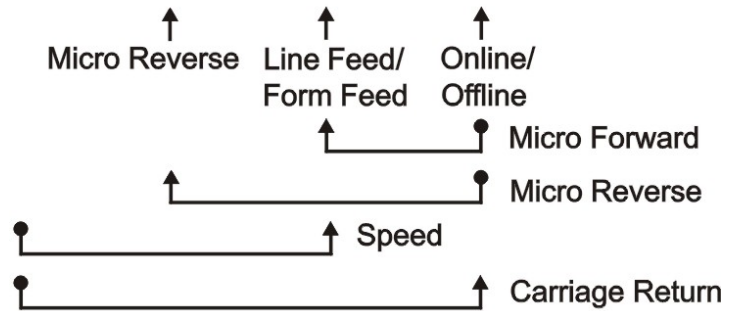 Micro Reverse Line Feed/ Online/
Form Feed Offline
Micro Forward
Micro Reverse
Speed
Carriage Return